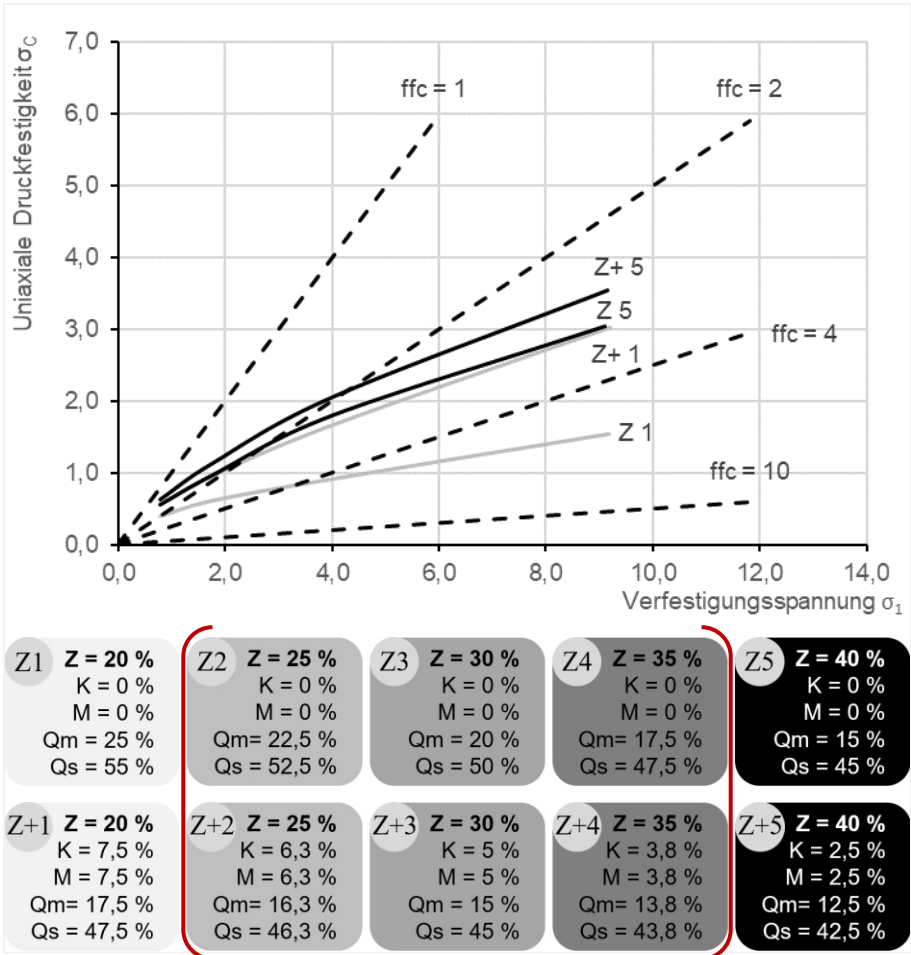 Uniaxiale Druckfestigkeit σC
7,0
6,0
5,0
4,0
3,0
2,0
1,0
0,0
ffc = 1
ffc = 2
Z+ 5
Z 5
Z+ 1
ffc = 4
Z 1
ffc = 10
0,0 2,0 4,0 6,0 8,0 10,0 12,0 14,0
Verfestigungsspannung σ1
Z1 Z = 20 %
K = 0 %
M = 0 %
Qm = 25 %
Qs = 55 %
Z2 Z = 25 %
K = 0 %
M = 0 %
Qm= 22,5 %
Qs = 52,5 %
Z3 Z = 30 %
K = 0 %
M = 0 %
Qm = 20 %
Qs = 50 %
Z4 Z = 35 %
K = 0 %
M = 0 %
Qm = 17,5 %
Qs = 47,5 %
Z5 Z = 40 %
K = 0 %
M = 0 %
Qm = 15 %
Qs = 45 %
Z+1 Z = 20 %
K = 7,5 %
M = 7,5 %
Qm= 17,5 %
Qs = 47,5 %
Z+2 Z = 25 %
K = 6,3 %
M = 6,3 %
Qm = 16,3 %
Qs = 46,3 %
Z+3 Z = 30 %
K = 5 %
M = 5 %
Qm = 15 %
Qs = 45 %
Z+4 Z = 35 %
K = 3,8 %
M = 3,8 %
Qm = 13,8 %
Qs = 43,8 %
Z+5 Z = 40 %
K = 2,5 %
M = 2,5 %
Qm = 12,5 %
Qs = 42,5 %